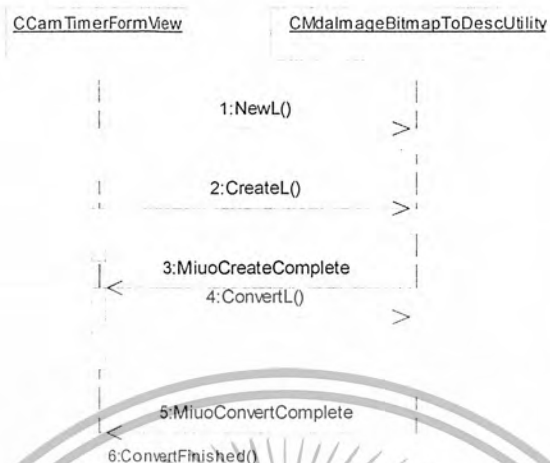 CCamTimerFormView CMdaImageBitmapToDescUtility
1:NewL()
2:CreateL()
3:MiuoCreateComplete
4:ConvertL()
5:MiuoConvertComplete
6:ConvertFinished()